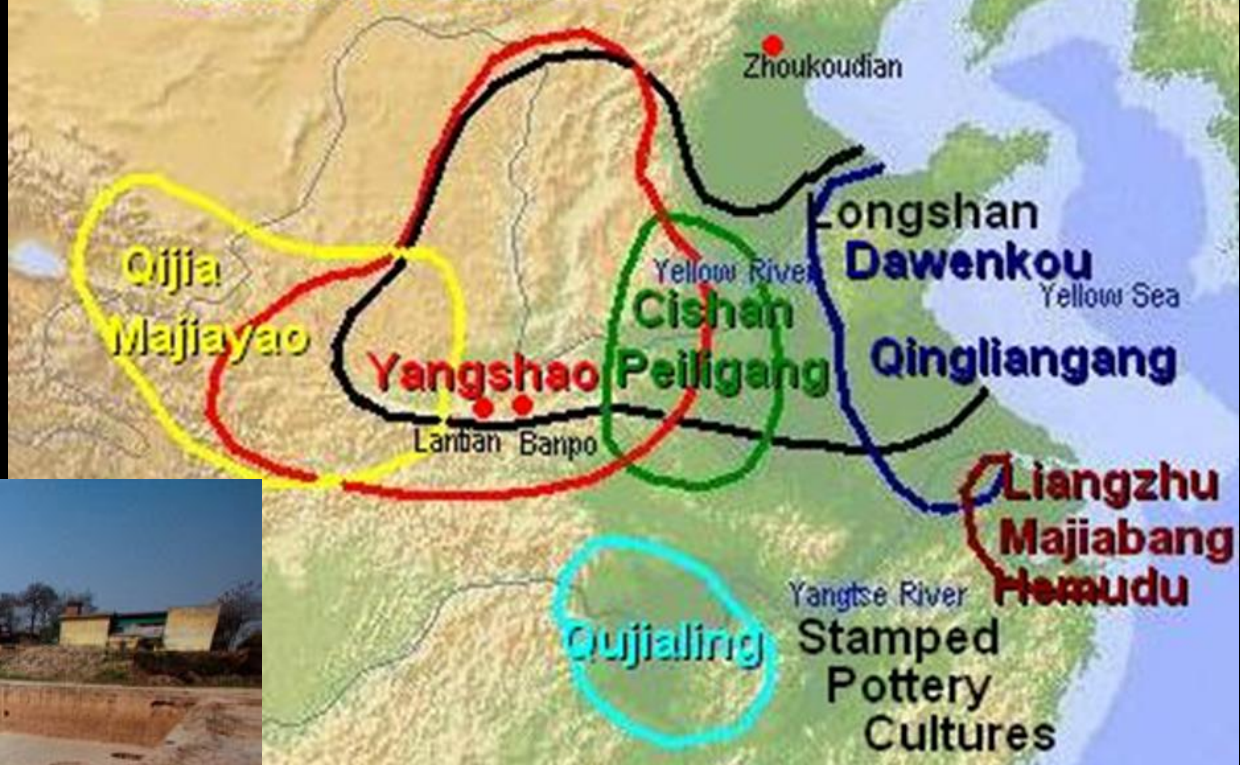 Zhoukoudian
Longshan
Qijia
Yellow River
Dawenkou
Yellow Sea
Cishan
Majiayao
Yangshao
Peiligang
Qingliangang
Lantian
Banpo
Liangzhu
Majiabang
Hemudu
Yangtse River
Qujialing
Stamped
Pottery
Cultures